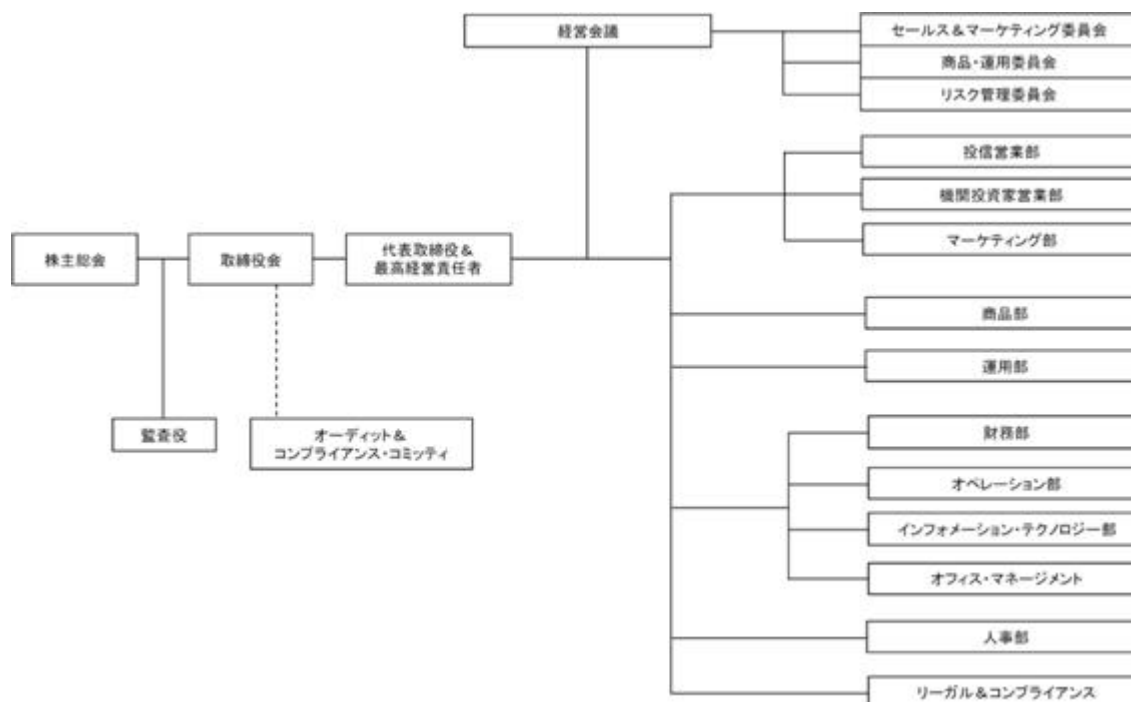 経営会議
セールス＆マーケティング委員会
商品・運用委員会
リスク管理委員会
投信営業部
機関投資家営業部
マーケティング部
株主総会
取締役会
代表取締役＆
最高経営責任者
商品部
運用部
監査役
オーディット＆
コンプライアンス・コミッティ
財務部
オペレーション部
インフォメーション・テクノロジー部
オフィス・マネージメント
人事部
リーガル＆コンプライアンス